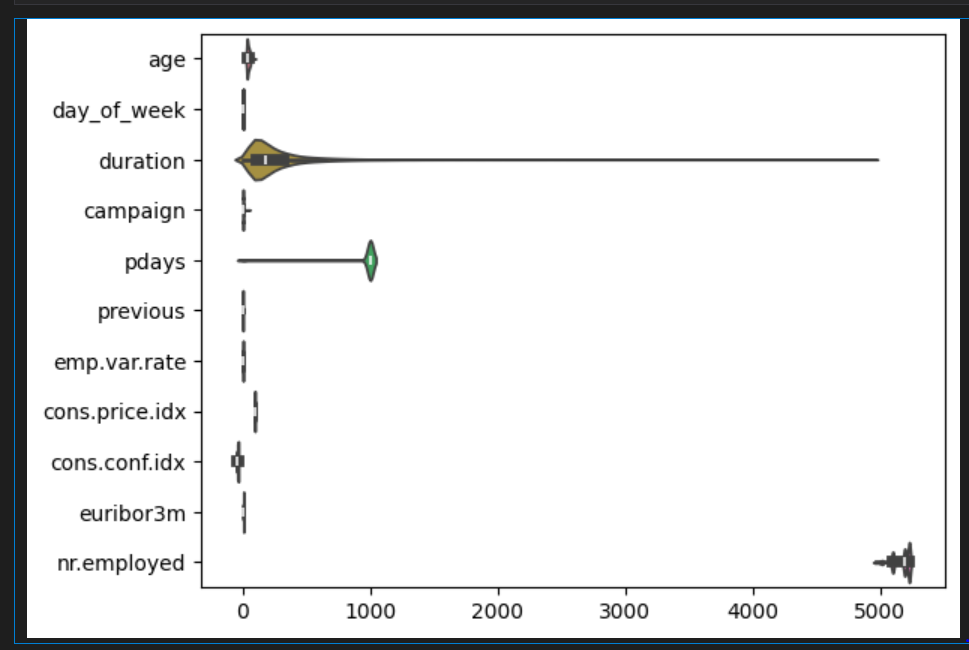 age
day_of_week
duration
campaign
pdays
previous
emp.var.rate
cons.price.idx
cons.conf.idx
euribor3m
nr.employed
0 1000 2000 3000 4000 5000